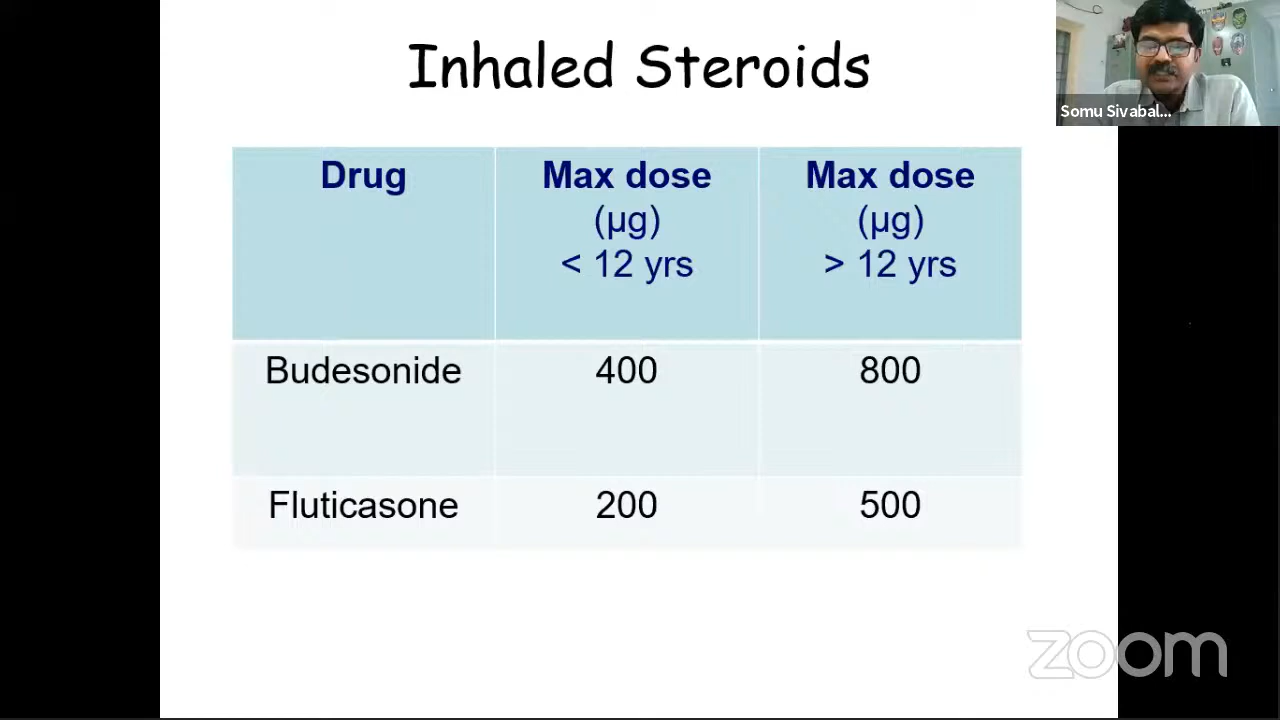 Inhaled Steroids
Somu Sivabal...
Drug
Max dose
(µg)
< 12 yrs
Max dose
(µg)
> 12 yrs
Budesonide
400
800
Fluticasone
200
500
zoom